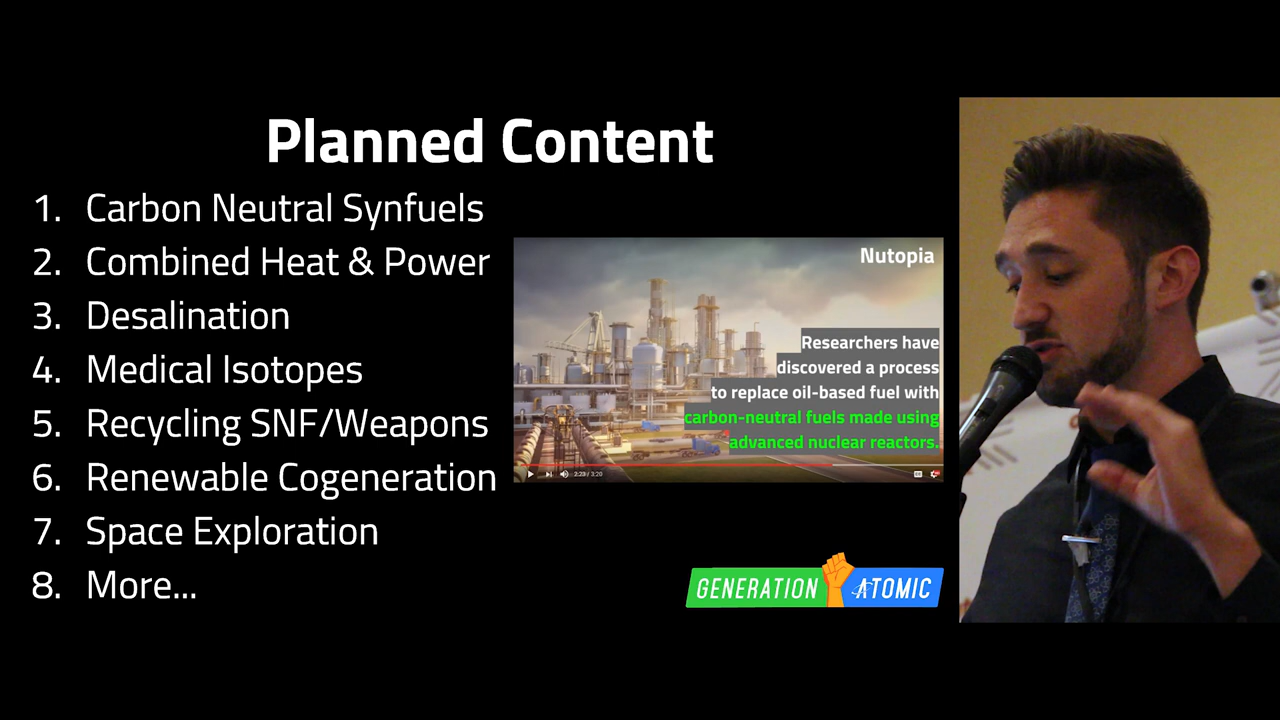 Planned Content
1. Carbon Neutral Synfuels
2. Combined Heat & Power
3. Desalination
4. Medical Isotopes
5. Recycling SNF/Weapons
6. Renewable Cogeneration
7. Space Exploration
8. More...
Nutopia
Researchers have
discovered a process
to replace oil-based fuel with
carbon-neutral fuels made using
advanced nuclear reactors.
2:23 / 3:20
GENERATION ATOMIC